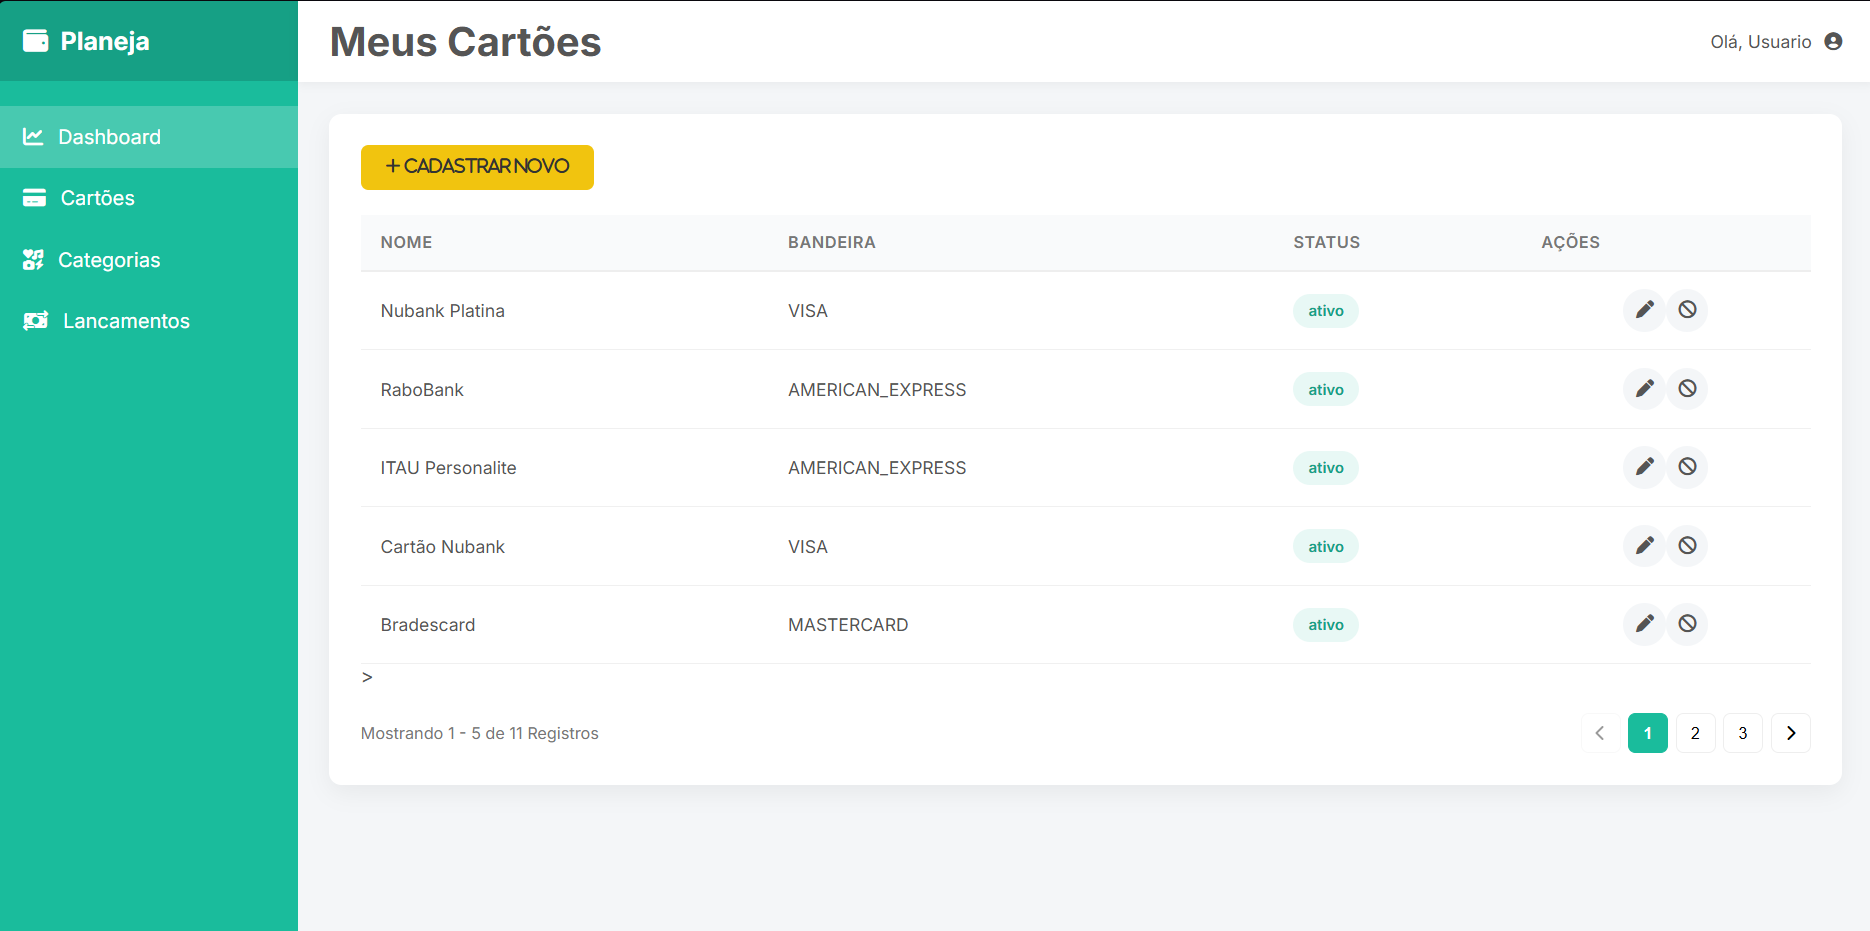 Planeja
Meus Cartões
Olá, Usuario
Dashboard
Cartões
Categorias
Lancamentos
+ CADASTRAR NOVO
NOME BANDEIRA STATUS AÇÕES
Nubank Platina VISA ativo
RaboBank AMERICAN_EXPRESS ativo
ITAU Personalite AMERICAN_EXPRESS ativo
Cartão Nubank VISA ativo
Bradescard MASTERCARD ativo
>
Mostrando 1 - 5 de 11 Registros
1 2 3